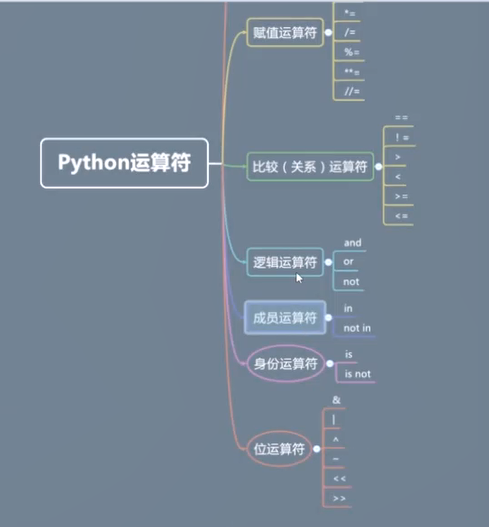 *=
赋值运算符
/=
%=
**=
//=
==
! =
Python运算符
比较（关系）运算符
>
<
>=
<=
and
逻辑运算符
or
not
in
成员运算符
not in
is
身份运算符
is not
&
|
^
位运算符
~
<<
>>